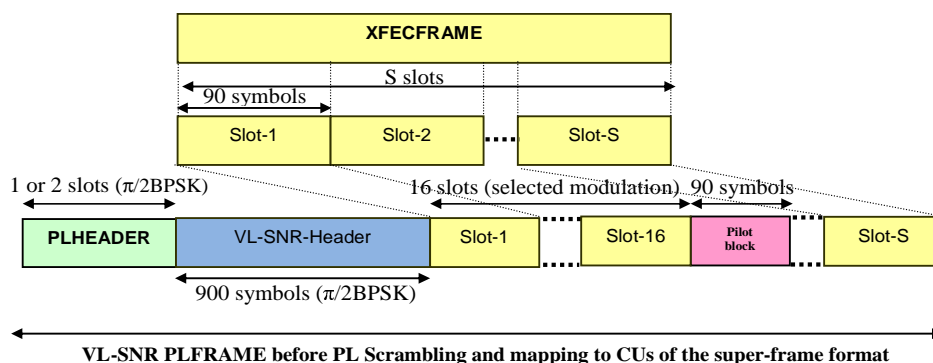 XFECFRAME
S slots
90 symbols
Slot-1 Slot-2 Slot-S
1 or 2 slots (π/2BPSK) 16 slots (selected modulation) 90 symbols
PLHEADER VL-SNR-Header Slot-1 Slot-16 Pilot block Slot-S
900 symbols (π/2BPSK)
VL-SNR PLFRAME before PL Scrambling and mapping to CUs of the super-frame format